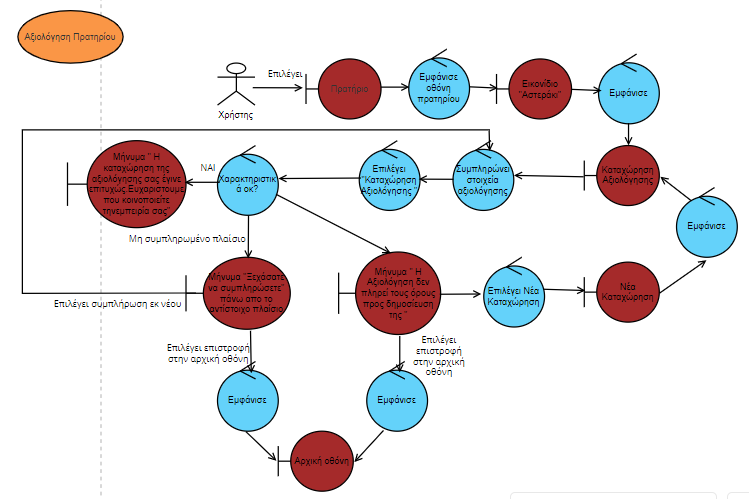 Αξιολόγηση Πρατηρίου
Χρήστης
Επιλέγει
Πρατήριο
Εμφάνισε
οθόνη
πρατηρίου
Εικονίδιο
"Αστεράκι"
Εμφάνισε
Μήνυμα " Η
καταχώρηση της
αξιολόγησης σας έγινε
επιτυχώς.Ευχαριστουμε
που κοινοποιείτε
τηνεμπειρία σας"
ΝΑΙ
Χαρακτηριστικ
ά οκ?
Επιλέγει
"Καταχώρηση
Αξιολόγησης "
Συμπληρώνει
στοιχεία
αξιολόγησης
Καταχώρηση
Αξιολόγησης
Εμφάνισε
Μη συμπληρωμένο πλαίσιο
Μήνυμα "Ξεχάσατε
να συμπληρώσετε"
πάνω απο το
αντίστοιχο πλαίσιο
Μήνυμα " Η
Αξιολόγηση δεν
πληρεί τους όρους
προς δημοσίευση
της "
Επιλέγει Νέα
Καταχώρηση
Νέα
Καταχώρηση
Επιλέγει συμπλήρωση εκ νέου
Επιλέγει επιστροφή
στην αρχική οθόνη
Επιλέγει
επιστροφή
στην αρχική
οθόνη
Εμφάνισε
Εμφάνισε
Αρχική οθόνη